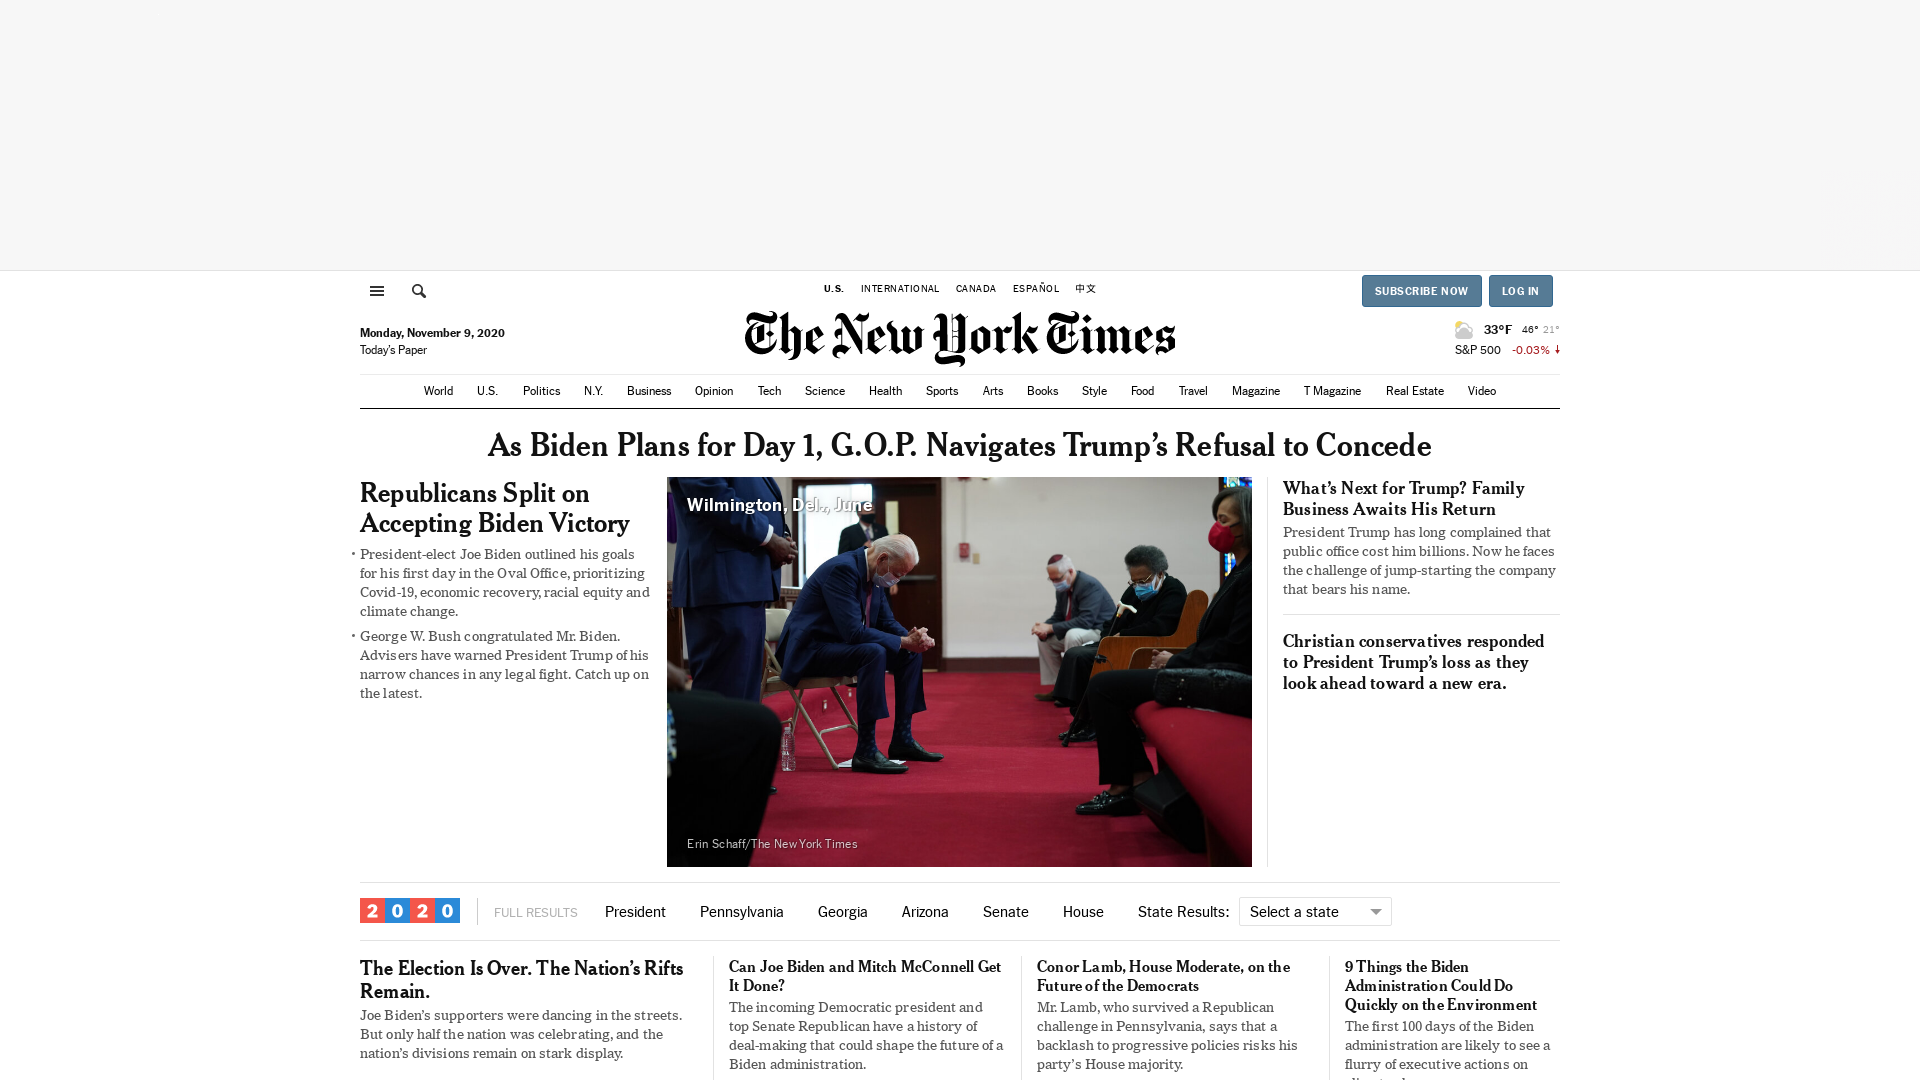 U.S. INTERNATIONAL CANADA ESPAÑOL 中文
SUBSCRIBE NOW LOG IN
Monday, November 9, 2020
Today's Paper
The New York Times
33°F 46° 21°
S&P 500 -0.03% ↓
World U.S. Politics N.Y. Business Opinion Tech Science Health Sports Arts Books Style Food Travel Magazine T Magazine Real Estate Video
As Biden Plans for Day 1, G.O.P. Navigates Trump’s Refusal to Concede
Republicans Split on
Accepting Biden Victory
• President-elect Joe Biden outlined his goals
for his first day in the Oval Office, prioritizing
Covid-19, economic recovery, racial equity and
climate change.
• George W. Bush congratulated Mr. Biden.
Advisers have warned President Trump of his
narrow chances in any legal fight. Catch up on
the latest.
Wilmington, Del., June
Erin Schaff/The New York Times
What’s Next for Trump? Family
Business Awaits His Return
President Trump has long complained that
public office cost him billions. Now he faces
the challenge of jump-starting the company
that bears his name.
Christian conservatives responded
to President Trump’s loss as they
look ahead toward a new era.
2020 FULL RESULTS President Pennsylvania Georgia Arizona Senate House State Results: Select a state
The Election Is Over. The Nation’s Rifts
Remain.
Joe Biden’s supporters were dancing in the streets.
But only half the nation was celebrating, and the
nation’s divisions remain on stark display.
Can Joe Biden and Mitch McConnell Get
It Done?
The incoming Democratic president and
top Senate Republican have a history of
deal-making that could shape the future of a
Biden administration.
Conor Lamb, House Moderate, on the
Future of the Democrats
Mr. Lamb, who survived a Republican
challenge in Pennsylvania, says that a
backlash to progressive policies risks his
party’s House majority.
9 Things the Biden
Administration Could Do
Quickly on the Environment
The first 100 days of the Biden
administration are likely to see a
flurry of executive actions on